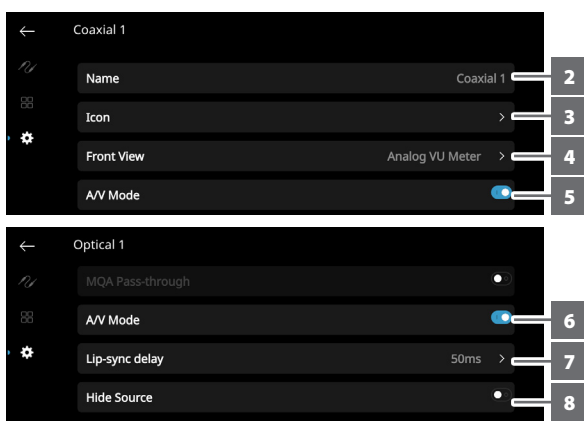 Coaxial 1
Name Coaxial 1 2
Icon 3
Front View Analog VU Meter 4
A/V Mode 5
Optical 1
MQA Pass-through
A/V Mode 6
Lip-sync delay 50ms 7
Hide Source 8